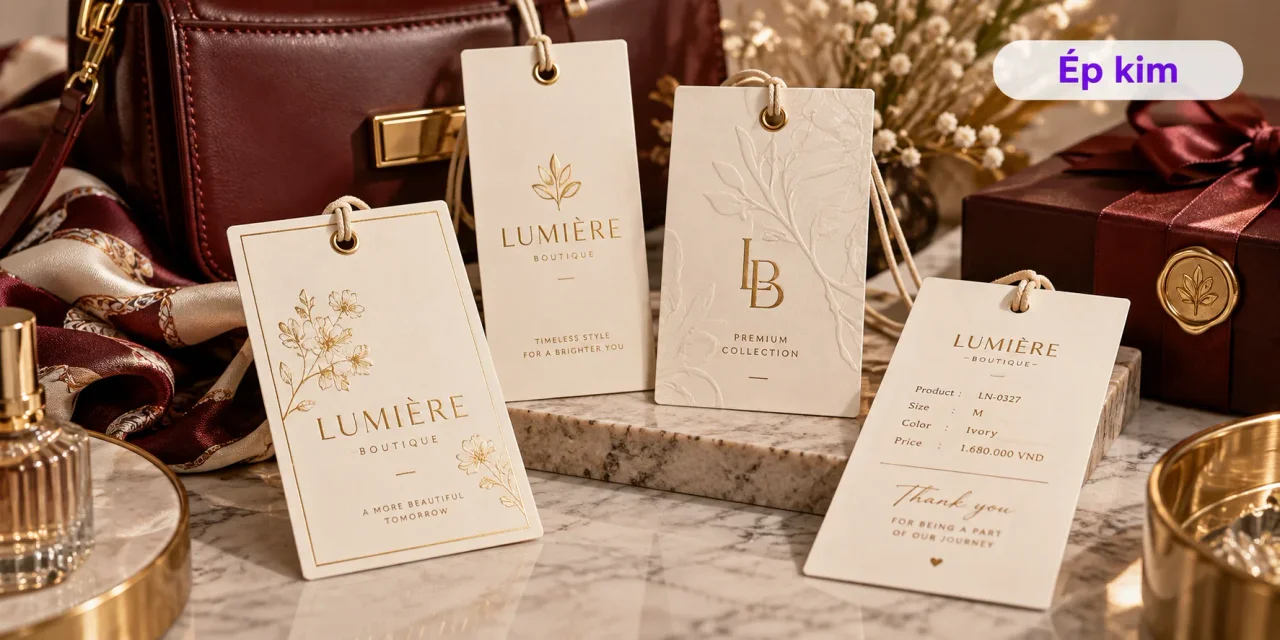 Ép kim
LUMIÈRE
BOUTIQUE
A MORE BEAUTIFUL
TOMORROW
LUMIÈRE
BOUTIQUE
TIMELESS STYLE
FOR A BRIGHTER YOU
LB
PREMIUM
COLLECTION
LUMIÈRE
-BOUTIQUE-
Product : LN-0327
Size : M
Color : Ivory
Price : 1.680.000 VND
Thank you
FOR BEING A PART
OF OUR JOURNEY